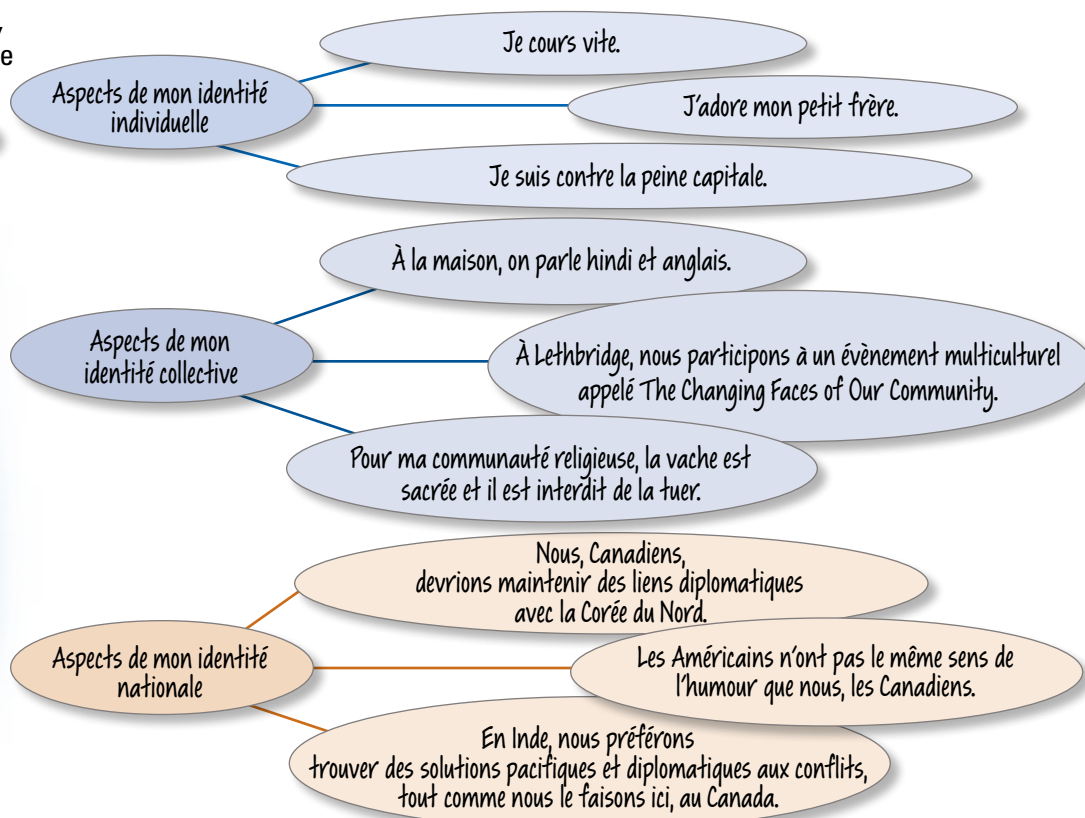 Aspects de mon identité
individuelle
Je cours vite.
J'adore mon petit frère.
Je suis contre la peine capitale.
Aspects de mon
identité collective
À la maison, on parle hindi et anglais.
À Lethbridge, nous participons à un évènement multiculturel
appelé The Changing Faces of Our Community.
Pour ma communauté religieuse, la vache est
sacrée et il est interdit de la tuer.
Aspects de mon identité
nationale
Nous, Canadiens,
devrions maintenir des liens diplomatiques
avec la Corée du Nord.
Les Américains n'ont pas le même sens de
l'humour que nous, les Canadiens.
En Inde, nous préférons
trouver des solutions pacifiques et diplomatiques aux conflits,
tout comme nous le faisons ici, au Canada.